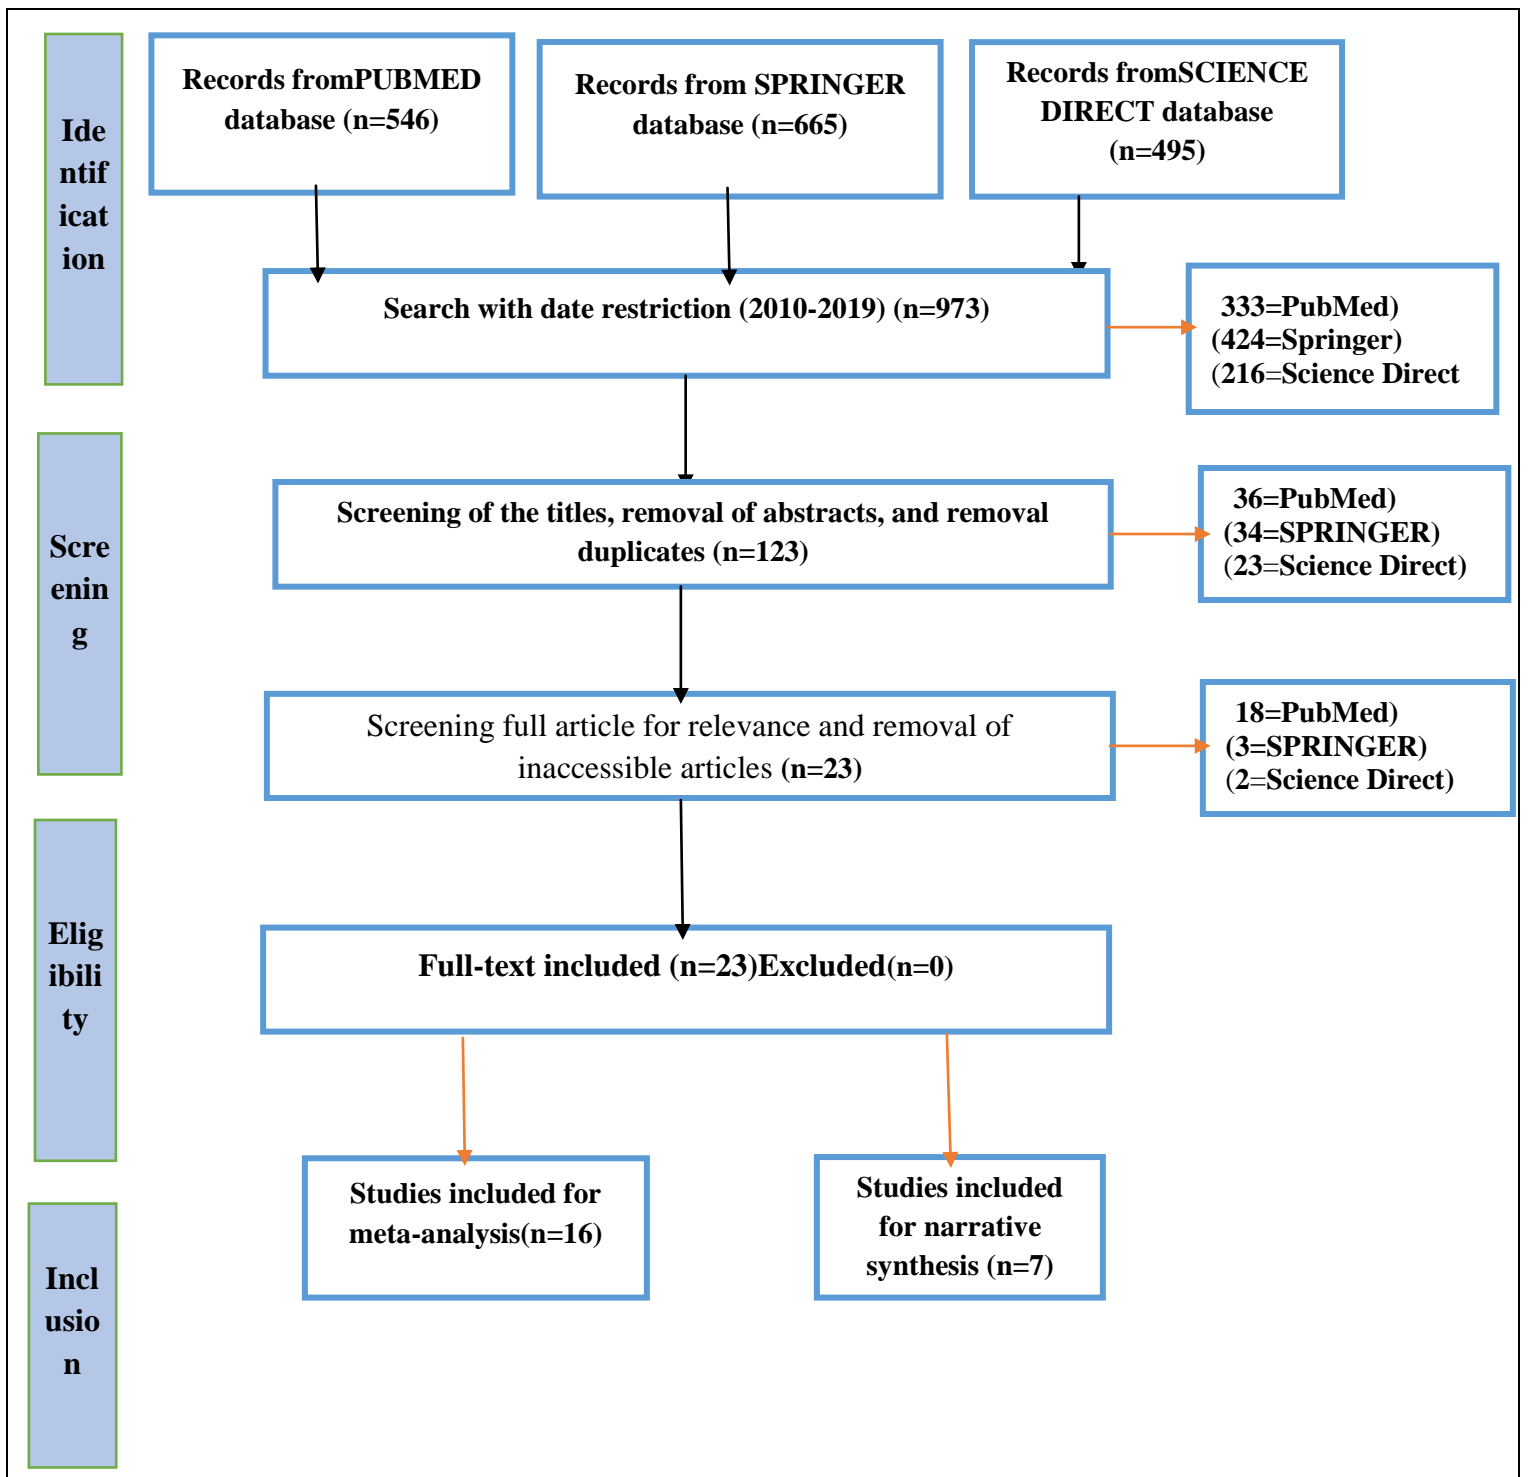 Ide
ntif
icat
ion
Records fromPUBMED
database (n=546)
Records from SPRINGER
database (n=665)
Records fromSCIENCE
DIRECT database
(n=495)
Search with date restriction (2010-2019) (n=973)
333=PubMed)
(424=Springer)
(216=Science Direct
Scre
enin
g
Screening of the titles, removal of abstracts, and removal
duplicates (n=123)
36=PubMed)
(34=SPRINGER)
(23=Science Direct)
Screening full article for relevance and removal of
inaccessible articles (n=23)
18=PubMed)
(3=SPRINGER)
(2=Science Direct)
Elig
ibili
ty
Full-text included (n=23)Excluded(n=0)
Incl
usio
n
Studies included for
meta-analysis(n=16)
Studies included
for narrative
synthesis (n=7)